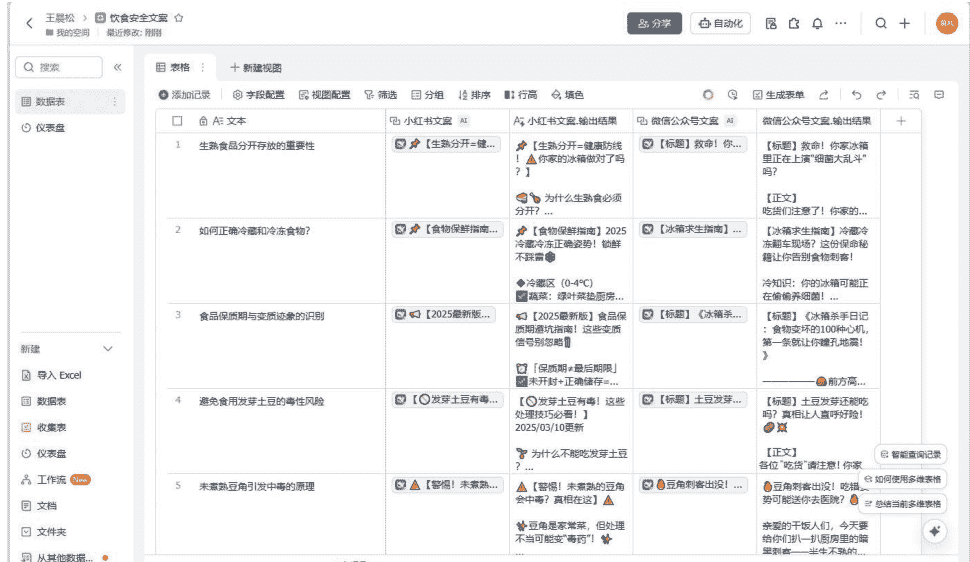 王晨松 > 饮食安全文案
我的空间 | 最近修改: 刚刚
分享
自动化
搜索
数据表
仪表盘
新建
导入 Excel
数据表
收集表
仪表盘
工作流 New
文档
文件夹
从其他数据...
表格
+ 新建视图
添加记录
字段配置
视图配置
筛选
分组
排序
行高
填色
生成表单
文本
小红书文案 AI
小红书文案.输出结果
微信公众号文案 AI
微信公众号文案.输出结果
1
生熟食品分开存放的重要性
【生熟分开=健...
📌【生熟分开=健康防线
！⚠你家的冰箱做对了吗
？】
为什么生熟食必须
分开？...
【标题】救命！你...
【标题】救命！你家冰箱
里正在上演"细菌大乱斗"
吗？
【正文】
吃货们注意了！你家的...
2
如何正确冷藏和冷冻食物？
【食物保鲜指南...
📌【食物保鲜指南】2025
冷藏冷冻正确姿势！锁鲜
不踩雷
◆冷藏区（0-4℃）
☑蔬菜：绿叶菜垫厨房...
【冰箱求生指南】...
【冰箱求生指南】冷藏冷
冻翻车现场？这份保命秘
籍让你告别食物刺客！
冷知识：你的冰箱可能正
在偷偷养细菌！...
3
食品保质期与变质迹象的识别
【2025最新版...
【2025最新版】食品保
质期避坑指南！这些变质
信号别忽略
「保质期≠最后期限」
☑未开封+正确储存=...
【标题】《冰箱杀...
【标题】《冰箱杀手日记
：食物变坏的100种心机，
第一条就让你瞳孔地震！
》
—————前方高...
4
避免食用发芽土豆的毒性风险
【🚫发芽土豆有毒...
【🚫发芽土豆有毒！这些
处理技巧必看！】
2025/03/10更新
为什么不能吃发芽土豆
？...
【标题】土豆发芽...
【标题】土豆发芽还能吃
吗？真相让人直呼好险！
【正文】
各位"吃货"请注意！你家
5
未煮熟豆角引发中毒的原理
⚠【警惕！未煮熟...
⚠【警惕！未煮熟的豆角
会中毒？真相在这】⚠
豆角是家常菜，但处理
不当可能变"毒药"！
...
豆角刺客出没！...
豆角刺客出没！吃错姿
势可能送你去医院？
亲爱的干饭人们，今天要
给你们扒一扒厨房里的暗
黑刺客——半生不熟的...
智能查询记录
如何使用多维表格
总结当前多维表格